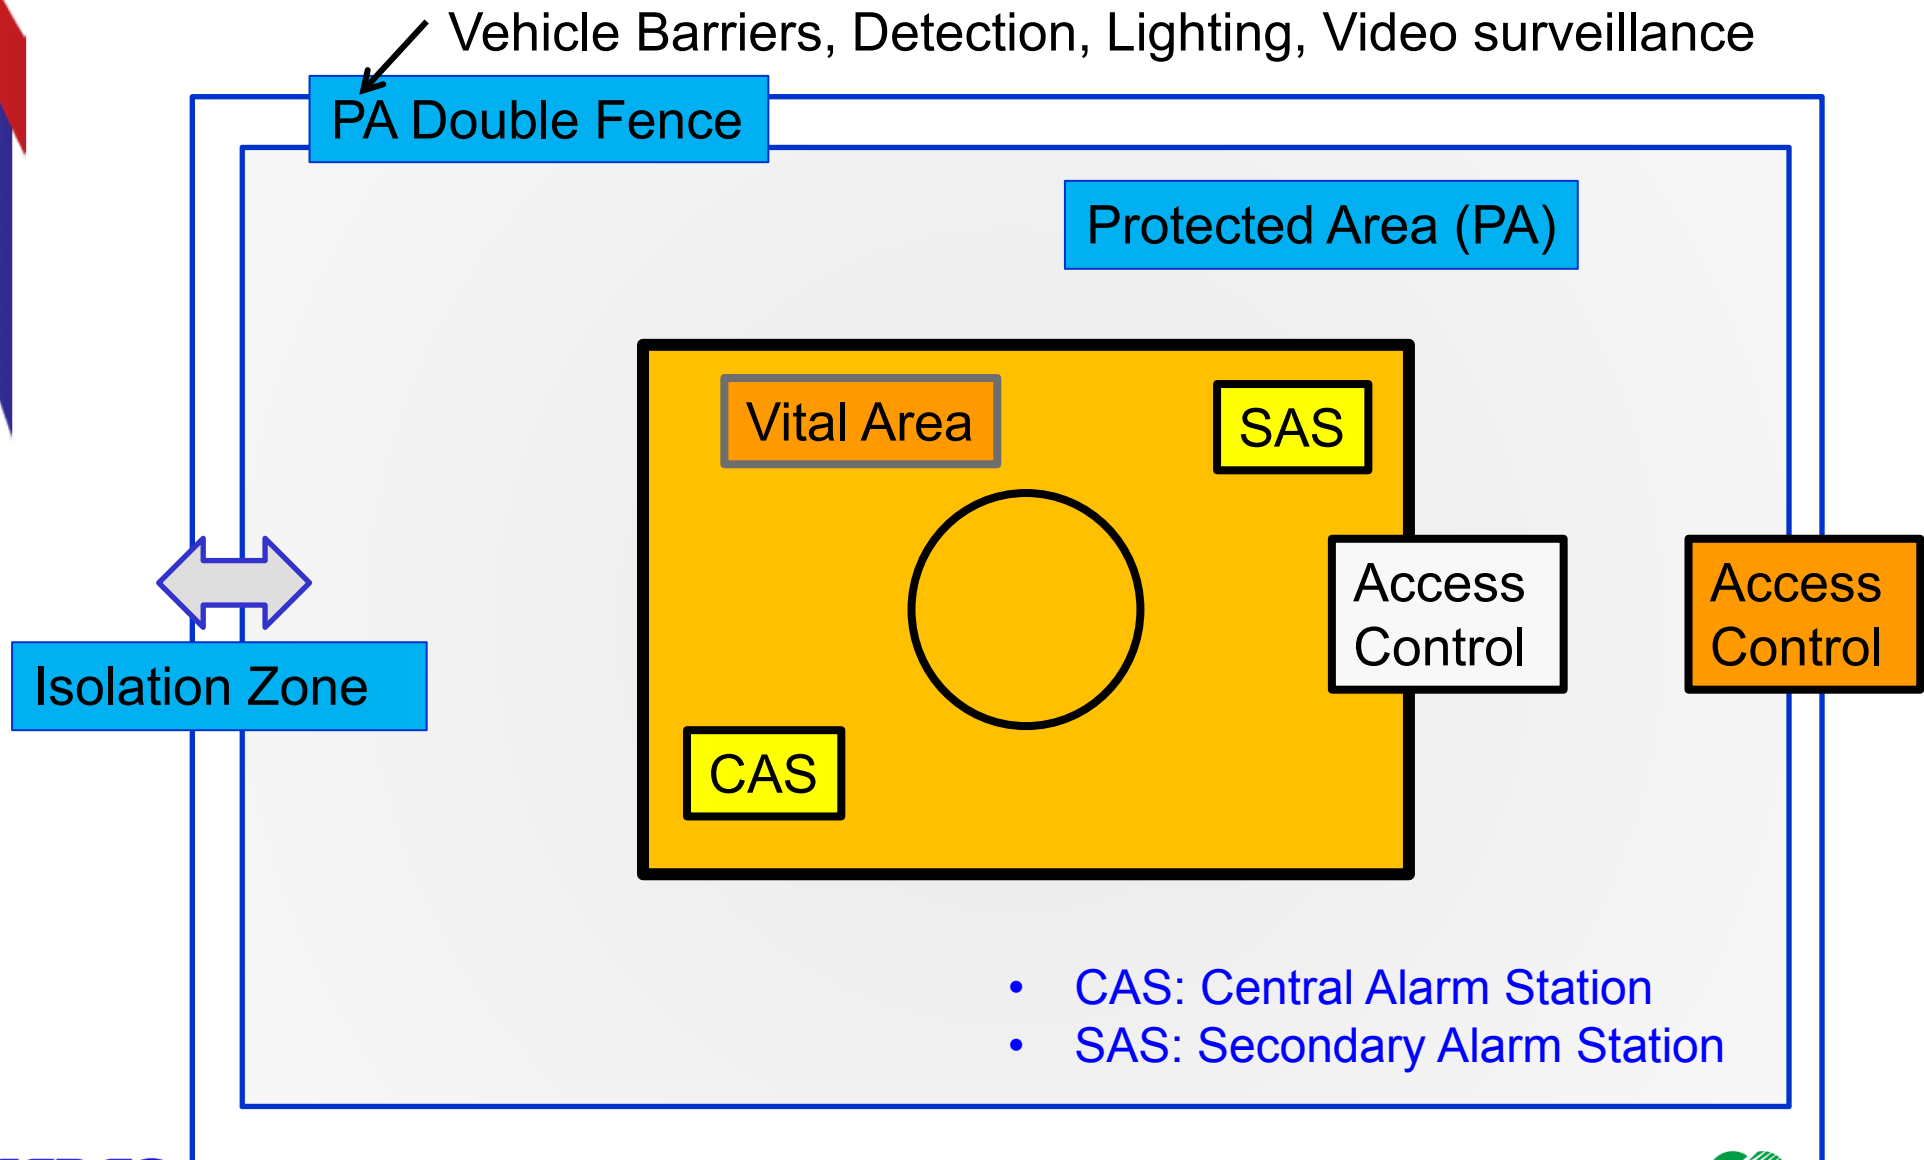 Vehicle Barriers, Detection, Lighting, Video surveillance
PA Double Fence
Protected Area (PA)
Vital Area
SAS
Access
Control
Access
Control
Isolation Zone
CAS
• CAS: Central Alarm Station
• SAS: Secondary Alarm Station